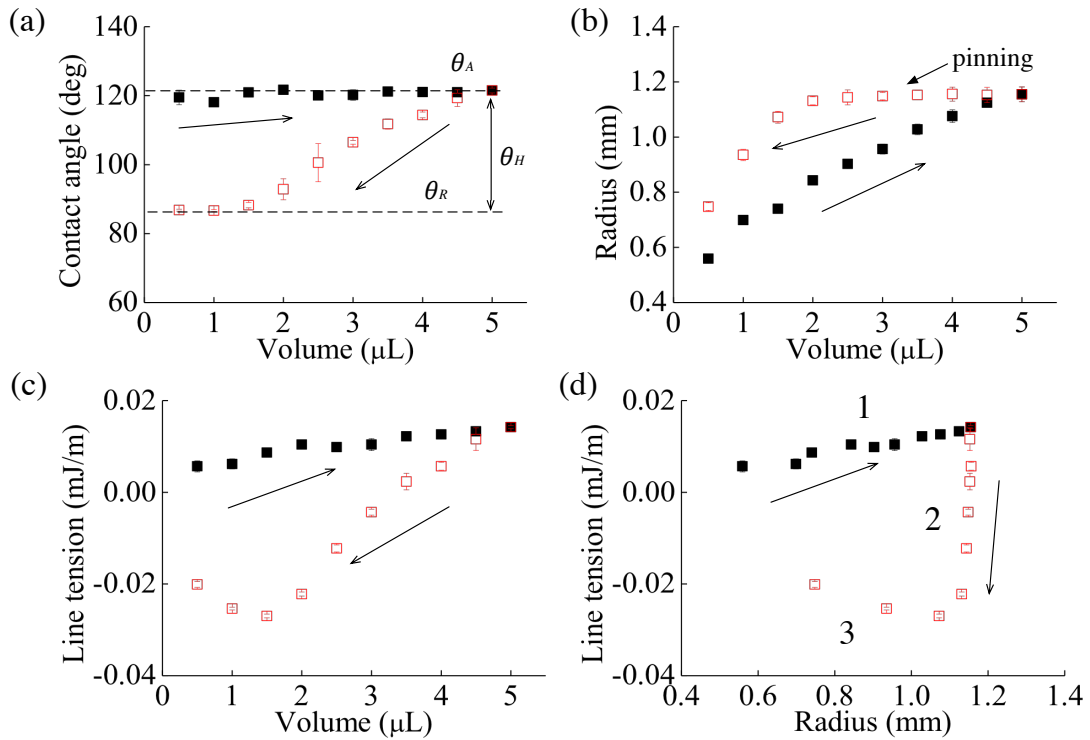 (a)
Contact angle (deg)
140
120
100
80
60
θA
θH
θR
0 1 2 3 4 5
Volume (μL)
(b)
Radius (mm)
1.4
1.2
1.0
0.8
0.6
0.4
pinning
1 2 3 4 5
Volume (μL)
(c)
Line tension (mJ/m)
0.02
0.00
-0.02
-0.04
0 1 2 3 4 5
Volume (μL)
(d)
Line tension (mJ/m)
0.02
0.00
-0.02
-0.04
1
2
3
0.4 0.6 0.8 1.0 1.2 1.4
Radius (mm)